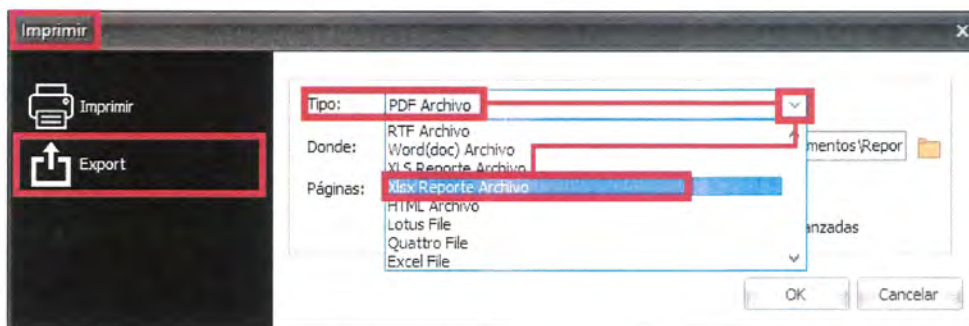 Imprimir
Imprimir
Export
Tipo: PDF Archivo
RTF Archivo
Donde: Word(doc) Archivo mentos\Repor
XLS Reporte Archivo
Páginas: Xlsx Reporte Archivo
HTML Archivo
Lotus File
Quattro File anzadas
Excel File
OK Cancelar